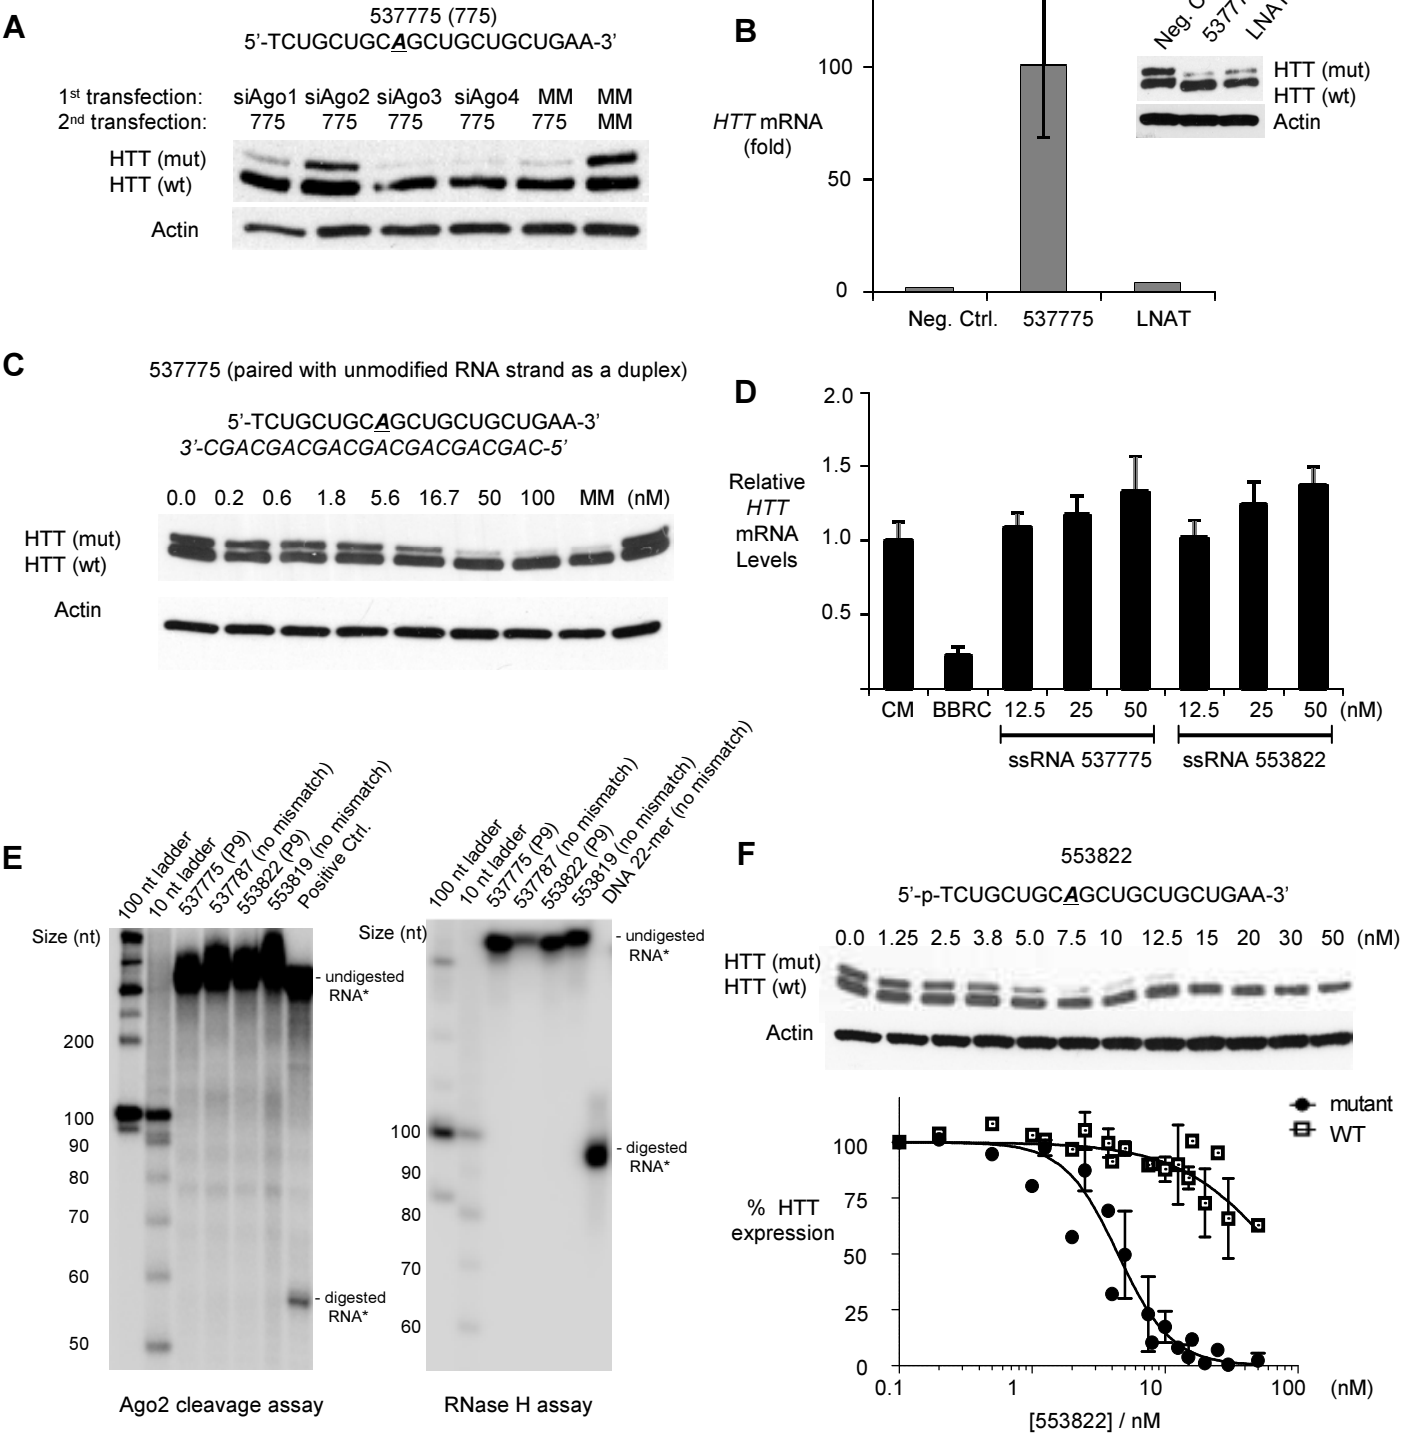 A
537775 (775)
5’-TCUGCUGCAGCUGCUGCUGAA-3’
1st transfection: siAgo1 siAgo2 siAgo3 siAgo4 MM MM
2nd transfection: 775 775 775 775 775 MM
HTT (mut)
HTT (wt)
Actin
B
Neg. C
53777
LNAT
HTT (mut)
HTT (wt)
Actin
100
HTT mRNA
(fold)
50
0
Neg. Ctrl. 537775 LNAT
C
537775 (paired with unmodified RNA strand as a duplex)
5’-TCUGCUGCAGCUGCUGCUGAA-3’
3’-CGACGACGACGACGACGACGAC-5’
0.0 0.2 0.6 1.8 5.6 16.7 50 100 MM (nM)
HTT (mut)
HTT (wt)
Actin
D
2.0
1.5
1.0
0.5
Relative
HTT
mRNA
Levels
CM BBRC 12.5 25 50 12.5 25 50 (nM)
ssRNA 537775 ssRNA 553822
E
100 nt ladder
10 nt ladder
537775 (P9)
537787 (no mismatch)
553822 (P9)
553819 (no mismatch)
Positive Ctrl.
Size (nt)
- undigested
RNA*
200
100
90
80
70
60
- digested
RNA*
50
Ago2 cleavage assay
100 nt ladder
10 nt ladder
537775 (P9)
537787 (no mismatch)
553822 (P9)
553819 (no mismatch)
DNA 22-mer (no mismatch)
Size (nt)
- undigested
RNA*
100
- digested
RNA*
90
80
70
60
RNase H assay
F
553822
5’-p-TCUGCUGCAGCUGCUGCUGAA-3’
0.0 1.25 2.5 3.8 5.0 7.5 10 12.5 15 20 30 50 (nM)
HTT (mut)
HTT (wt)
Actin
mutant
WT
100
75
% HTT
expression
50
25
0
0.1 1 10 100 (nM)
[553822] / nM